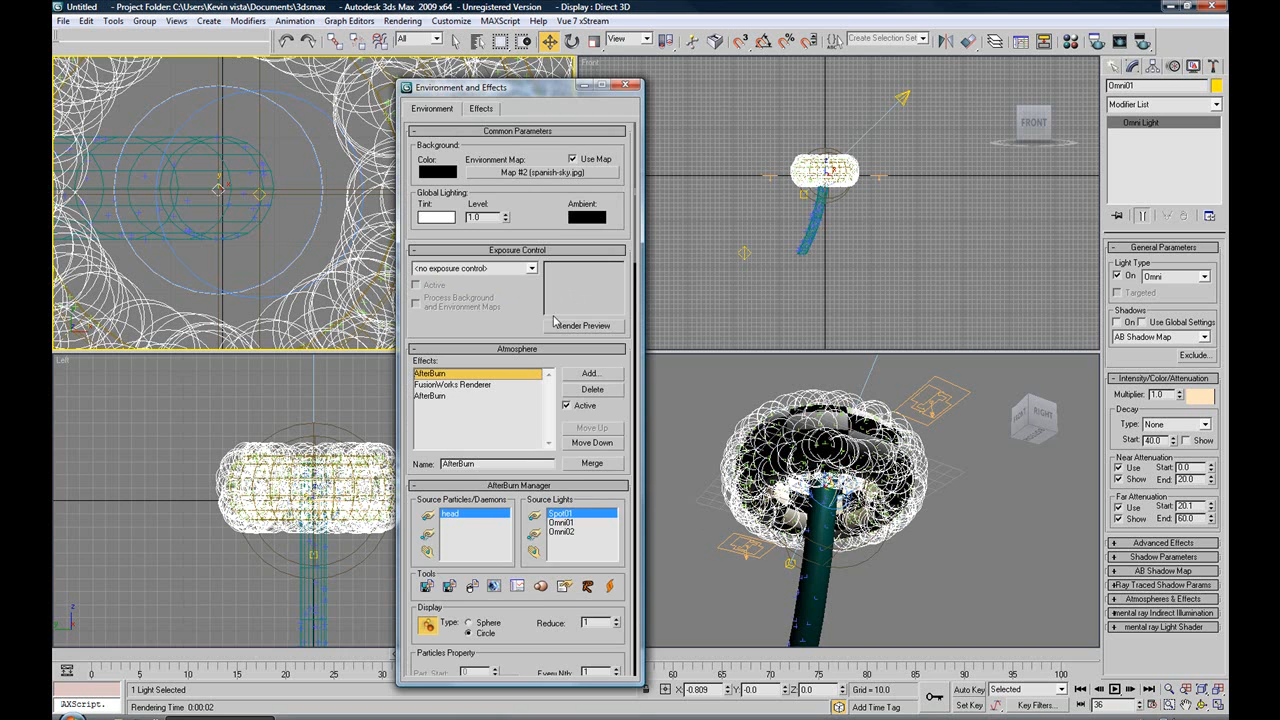 Untitled - Project Folder: C:\Users\Kevin vista\Documents\3dsmax - Autodesk 3ds Max 2009 x64 - Unregistered Version - Display : Direct 3D
File Edit Tools Group Views Create Modifiers Animation Graph Editors Rendering Customize MAXScript Help Vue 7 xStream
All View Create Selection Set
Front
FRONT
Environment and Effects
Environment Effects
Common Parameters
Background:
Color: Environment Map: Use Map
Map #2 (spanish-sky.jpg)
Global Lighting:
Tint: Level: Ambient:
1.0
Exposure Control
<no exposure control>
Active
Process Background
and Environment Maps
Render Preview
Atmosphere
Effects:
AfterBurn
FusionWorks Renderer
AfterBurn
Add...
Delete
Active
Move Up
Move Down
Name: AfterBurn
Merge
AfterBurn Manager
Source Particles/Daemons Source Lights
head
Spot01
Omni01
Omni02
Tools
Display
Type: Sphere Reduce: 1
Circle
Particles Property
Part. Start: 0 Every Nth: 1
Left
FRONT RIGHT
Omni01
Modifier List
Omni Light
General Parameters
Light Type
On Omni
Targeted
Shadows
On Use Global Settings
AB Shadow Map
Exclude...
Intensity/Color/Attenuation
Multiplier: 1.0
Decay
Type: None
Start: 40.0 Show
Near Attenuation
Use Start: 0.0
Show End: 20.0
Far Attenuation
Use Start: 20.1
Show End: 60.0
Advanced Effects
Shadow Parameters
AB Shadow Map
Ray Traced Shadow Params
Atmospheres & Effects
mental ray Indirect Illumination
mental ray Light Shader
0 5 10 15 20 25 30 35 60 65 70 75 80 85 90 95 100
1 Light Selected
X: -0.809 Y: -0.0 Z: 0.0 Grid = 10.0
Auto Key Selected
AXScript.
Rendering Time 0:00:02
Add Time Tag
Set Key Key Filters...
36